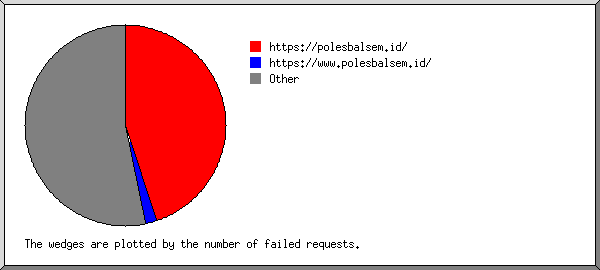 https://polesbalsem.id/
https://www.polesbalsem.id/
Other
The wedges are plotted by the number of failed requests.